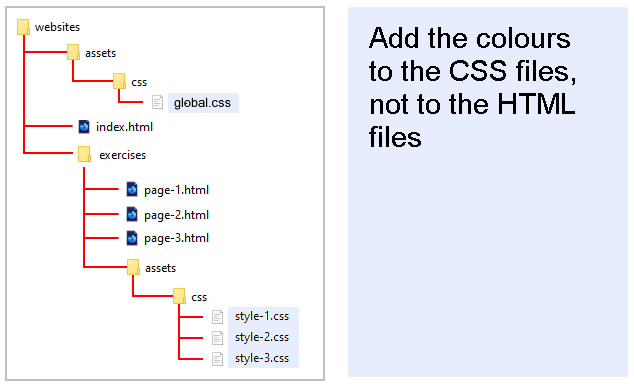 websites
assets
css
global.css
index.html
exercises
page-1.html
page-2.html
page-3.html
assets
css
style-1.css
style-2.css
style-3.css
Add the colours
to the CSS files,
not to the HTML
files